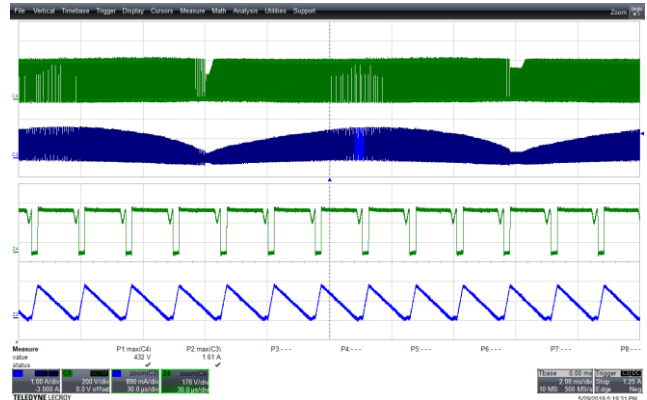 File Vertical Timebase Trigger Display Cursors Measure Math Analysis Utilities Support
Zoom Undo
Measure P1:max(C4) P2:max(C3) P3:--- P4:--- P5:--- P6:--- P7:--- P8:---
value 432 V 1.61 A
status
zoom(C3) zoom(C4) Tbase 0.00 ms Trigger
1.00 A/div 200 V/div 890 mA/div 178 V/div 2.00 ms/div Stop 1.25 A
-3.000 A 0.0 V offset 30.0 µs/div 30.0 µs/div 10 MS 500 MS/s Edge Neg
TELEDYNE LECROY 5/29/2019 5:19:31 PM